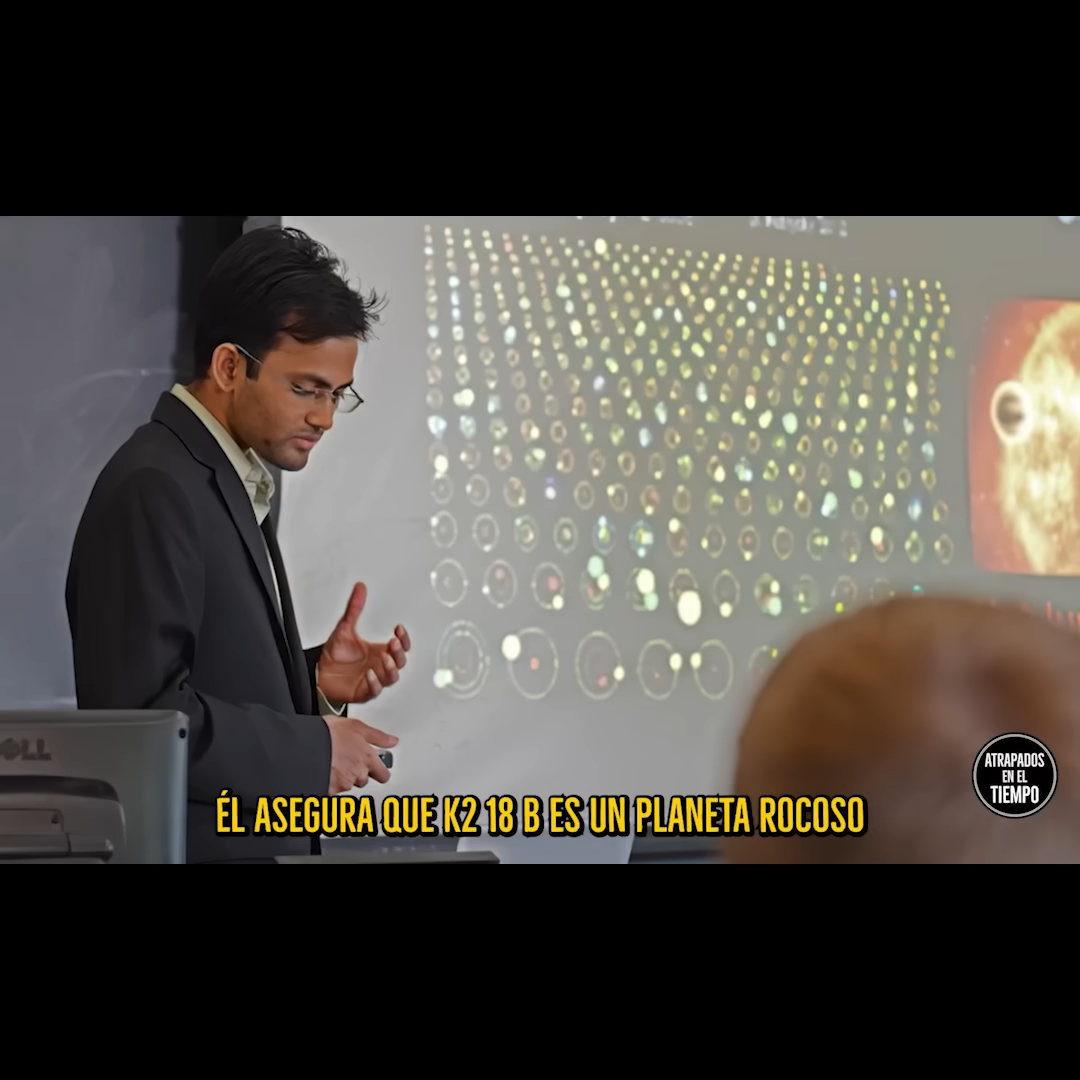 ATRAPADOS
EN EL
TIEMPO
ÉL ASEGURA QUE K2 18 B ES UN PLANETA ROCOSO